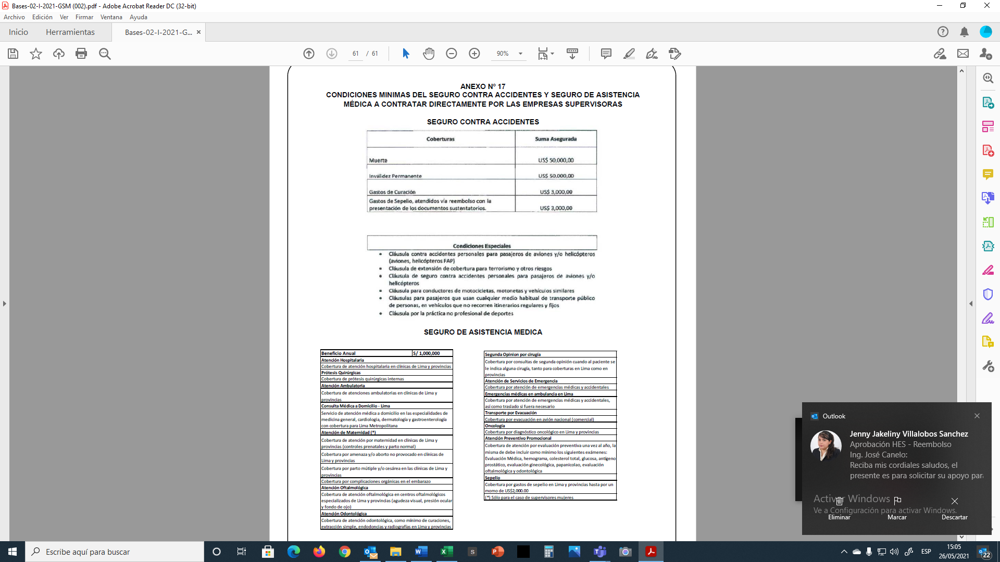 Bases-02-I-2021-GSM (002).pdf - Adobe Acrobat Reader DC (32-bit)
Archivo Edición Ver Firmar Ventana Ayuda
Inicio Herramientas Bases-02-I-2021-G...
61 / 61 90%
ANEXO Nº 17
CONDICIONES MINIMAS DEL SEGURO CONTRA ACCIDENTES Y SEGURO DE ASISTENCIA
MÉDICA A CONTRATAR DIRECTAMENTE POR LAS EMPRESAS SUPERVISORAS
SEGURO CONTRA ACCIDENTES
Coberturas Suma Asegurada
Muerte US$ 50,000,00
Inválidez Permanente US$ 50,000,00
Gastos de Curación US$ 3,000,00
Gastos de Sepelio, atendidos vía reembolso con la
presentación de los documentos sustentatorios. US$ 3,000,00
Condiciones Especiales
• Cláusula contra accidentes personales para pasajeros de aviones y/o helicópteros
(aviones, helicópteros FAP)
• Cláusula de extensión de cobertura para terrorismo y otros riesgos
• Cláusula de seguro contra accidentes personales para pasajeros de aviones y/o
helicópteros
• Cláusula para conductores de motocicletas, motonetas y vehículos similares
• Cláusulas para pasajeros que usan cualquier medio habitual de transporte público
de personas, en vehículos que no recorren itinerarios regulares y fijos
• Cláusula por la práctica no profesional de deportes
SEGURO DE ASISTENCIA MEDICA
Beneficio Anual S/ 1,000,000
Atención Hospitalaria
Cobertura de atención hospitalaria en clínicas de Lima y provincias
Prótesis Quirúrgicas
Cobertura de prótesis quirúrgicas internas
Atención Ambulatoria
Cobertura de atenciones ambulatorias en clínicas de Lima y
provincias
Consulta Médica a Domicilio - Lima
Servicio de atención médica a domicilio en las especialidades de
medicina general, cardiologia, dermatología y gastroenterología
con cobertura para Lima Metropolitana
Atención de Maternidad (*)
Cobertura de atención por maternidad en clínicas de Lima y
provincias (controles prenatales y parto normal)
Cobertura por amenaza y/o aborto no provocado en clínicas de
Lima y provincias
Cobertura por parto mútiple y/o cesárea en las clínicas de Lima y
provincias
Cobertura por complicaciones orgánicas en el embarazo
Atención Oftalmológica
Cobertura de atención oftalmológica en centros oftalmológicos
especializados de Lima y provincias (agudeza visual, presión ocular
y fondo de ojo)
Atención Odontológica
Cobertura de atención odontológica, como mínimo de curaciones,
extracción simple, endodoncias y radiografías en Lima y provincias
Segunda Opinion por cirugía
Cobertura por consultas de segunda opinión cuando al paciente se
le indica alguna cirugía, tanto para coberturas en Lima como en
provincias
Atención de Servicios de Emergencia
Cobertura por atención de emergencias médicas y accidentales
Emergencias médicas en ambulancia en Lima
Cobertura por atención de emergencias médicas y accidentales,
así como traslado si fuera necesario
Transporte por Evacuación
Cobertura por evacuación en avión nacional (comercial)
Oncología
Cobertura por diagnóstico oncológico en Lima y provincias
Atención Preventivo Promocional
Cobertura de atención por evaluación preventiva una vez al año, la
misma de debe incluir como mínimo los siguientes exámenes:
Evaluación Médica, hemograma, colesterol total, glucosa, antígeno
prostático, evaluación ginecológica, papanicolao, evaluación
oftalmológica y odontológica
Sepelio
Cobertura por gastos de sepelio en Lima y provincias hasta por un
momo de US$2,000.00
(*) Sólo para el caso de supervisores mujeres
Outlook
Jenny Jakeliny Villalobos Sanchez
Aprobación HES - Reembolso
Ing. José Canelo:
Reciba mis cordiales saludos, el
presente es para solicitar su apoyo par
Activar Windows
Ve a Configuración para activar Windows.
Eliminar Marcar Descartar
Escribe aquí para buscar
ESP
15:05
26/05/2021
22